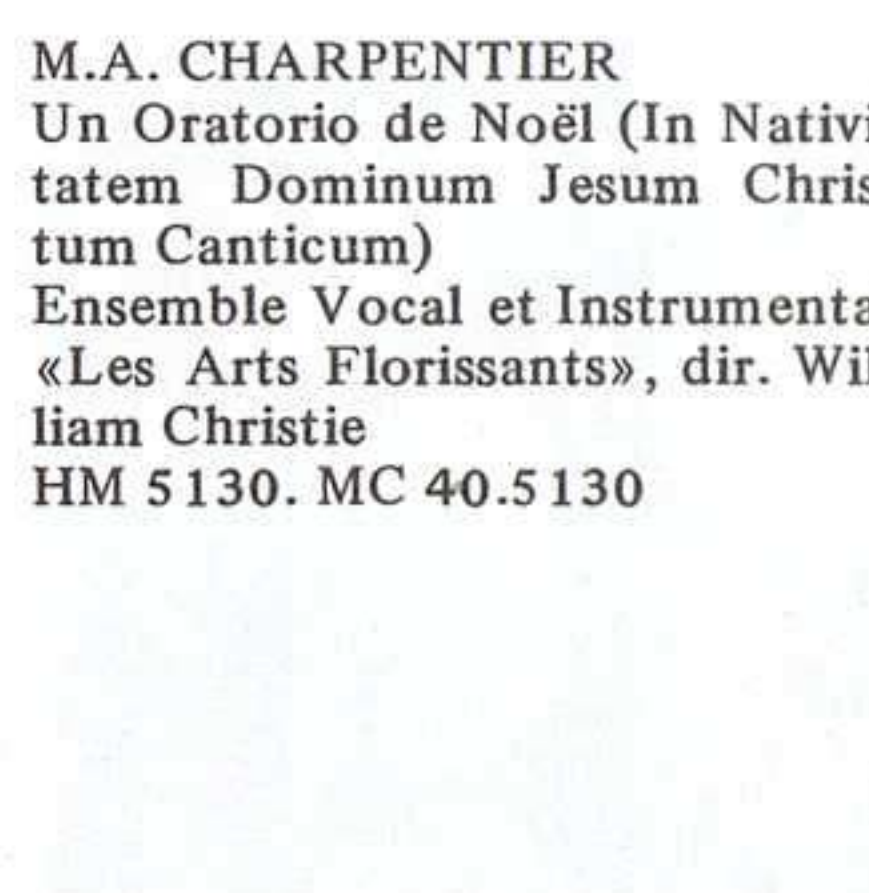 M.A. CHARPENTIER
Un Oratorio de Noël (In Nativi
tatem Dominum Jesum Chris
tum Canticum)
Ensemble Vocal et Instrumenta
«Les Arts Florissants», dir. Wil
liam Christie
HM 5130. MC 40.5130